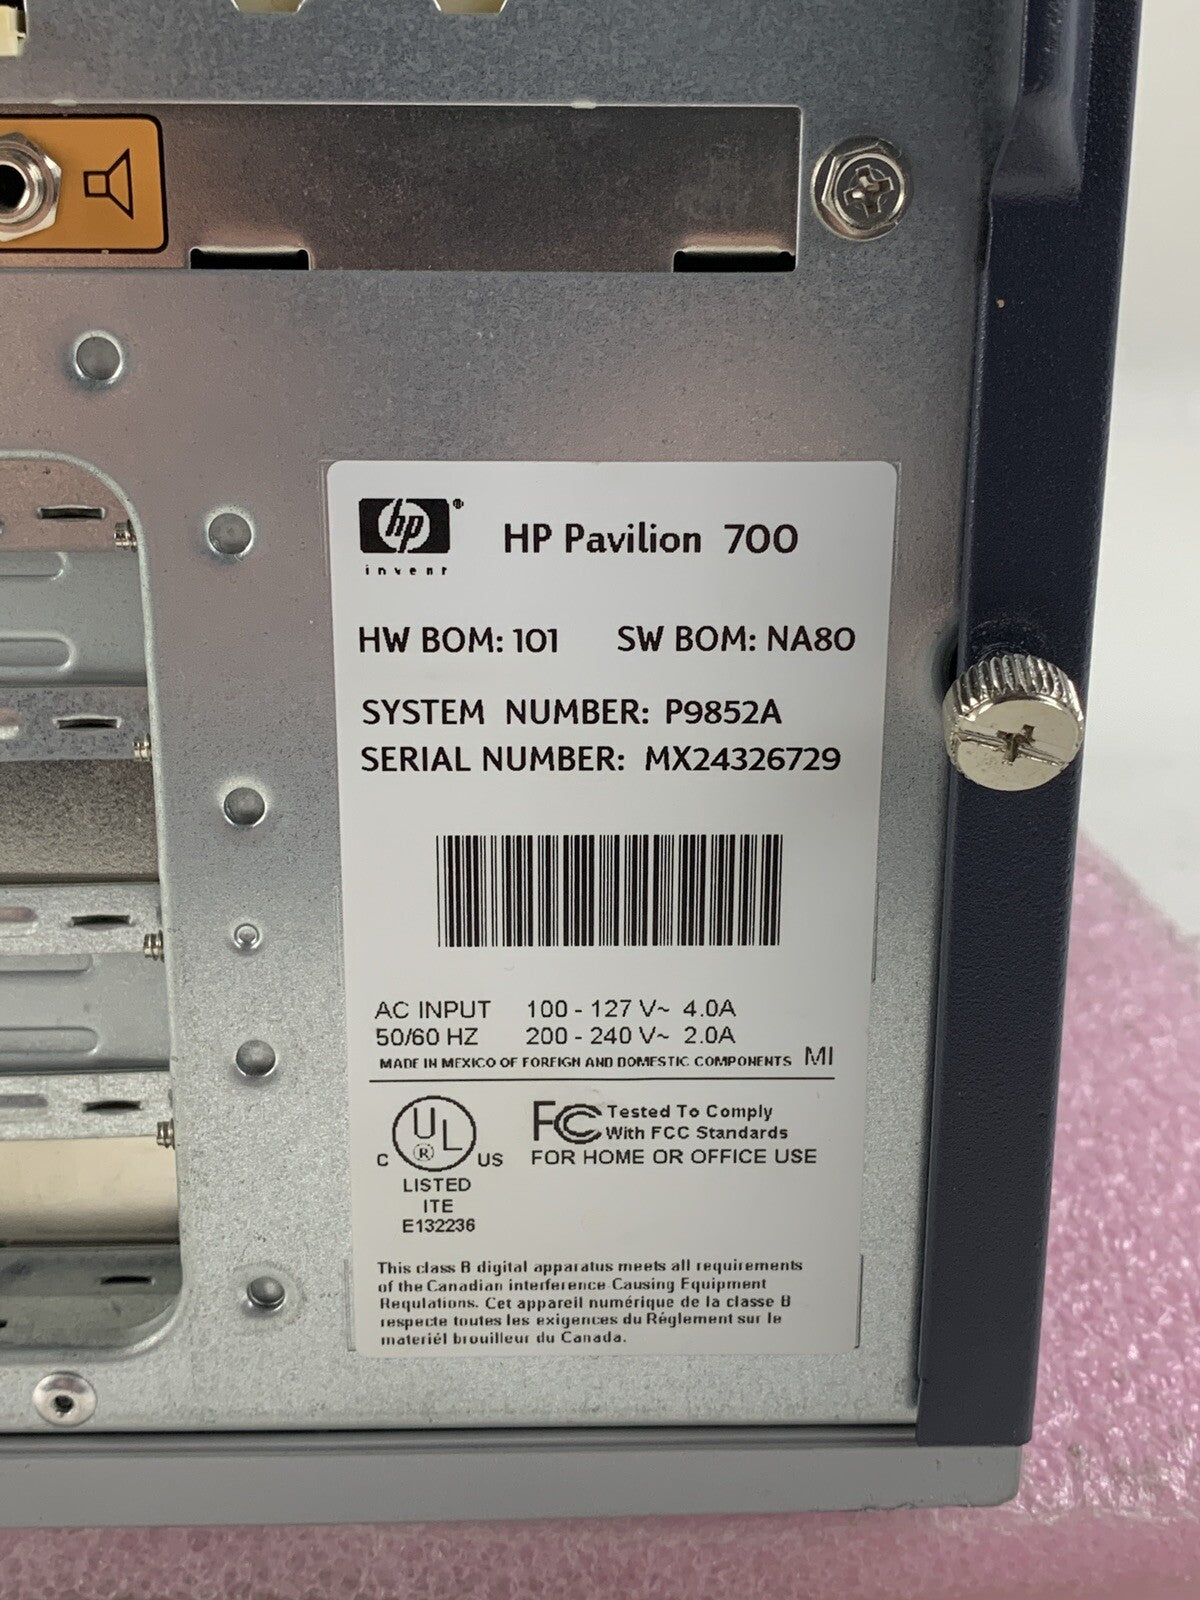 hp®
invent
HP Pavilion 700
HW BOM: 101 SW BOM: NA80
SYSTEM NUMBER: P9852A
SERIAL NUMBER: MX24326729
AC INPUT 100 - 127 V~ 4.0A
50/60 HZ 200 - 240 V~ 2.0A
MADE IN MEXICO OF FOREIGN AND DOMESTIC COMPONENTS MI
UL
®
C US
LISTED
ITE
E132236
FC Tested To Comply
With FCC Standards
FOR HOME OR OFFICE USE
This class B digital apparatus meets all requirements
of the Canadian interference-Causing Equipment
Regulations. Cet appareil numérique de la classe B
respecte toutes les exigences du Réglement sur le
materiél brouilleur du Canada.